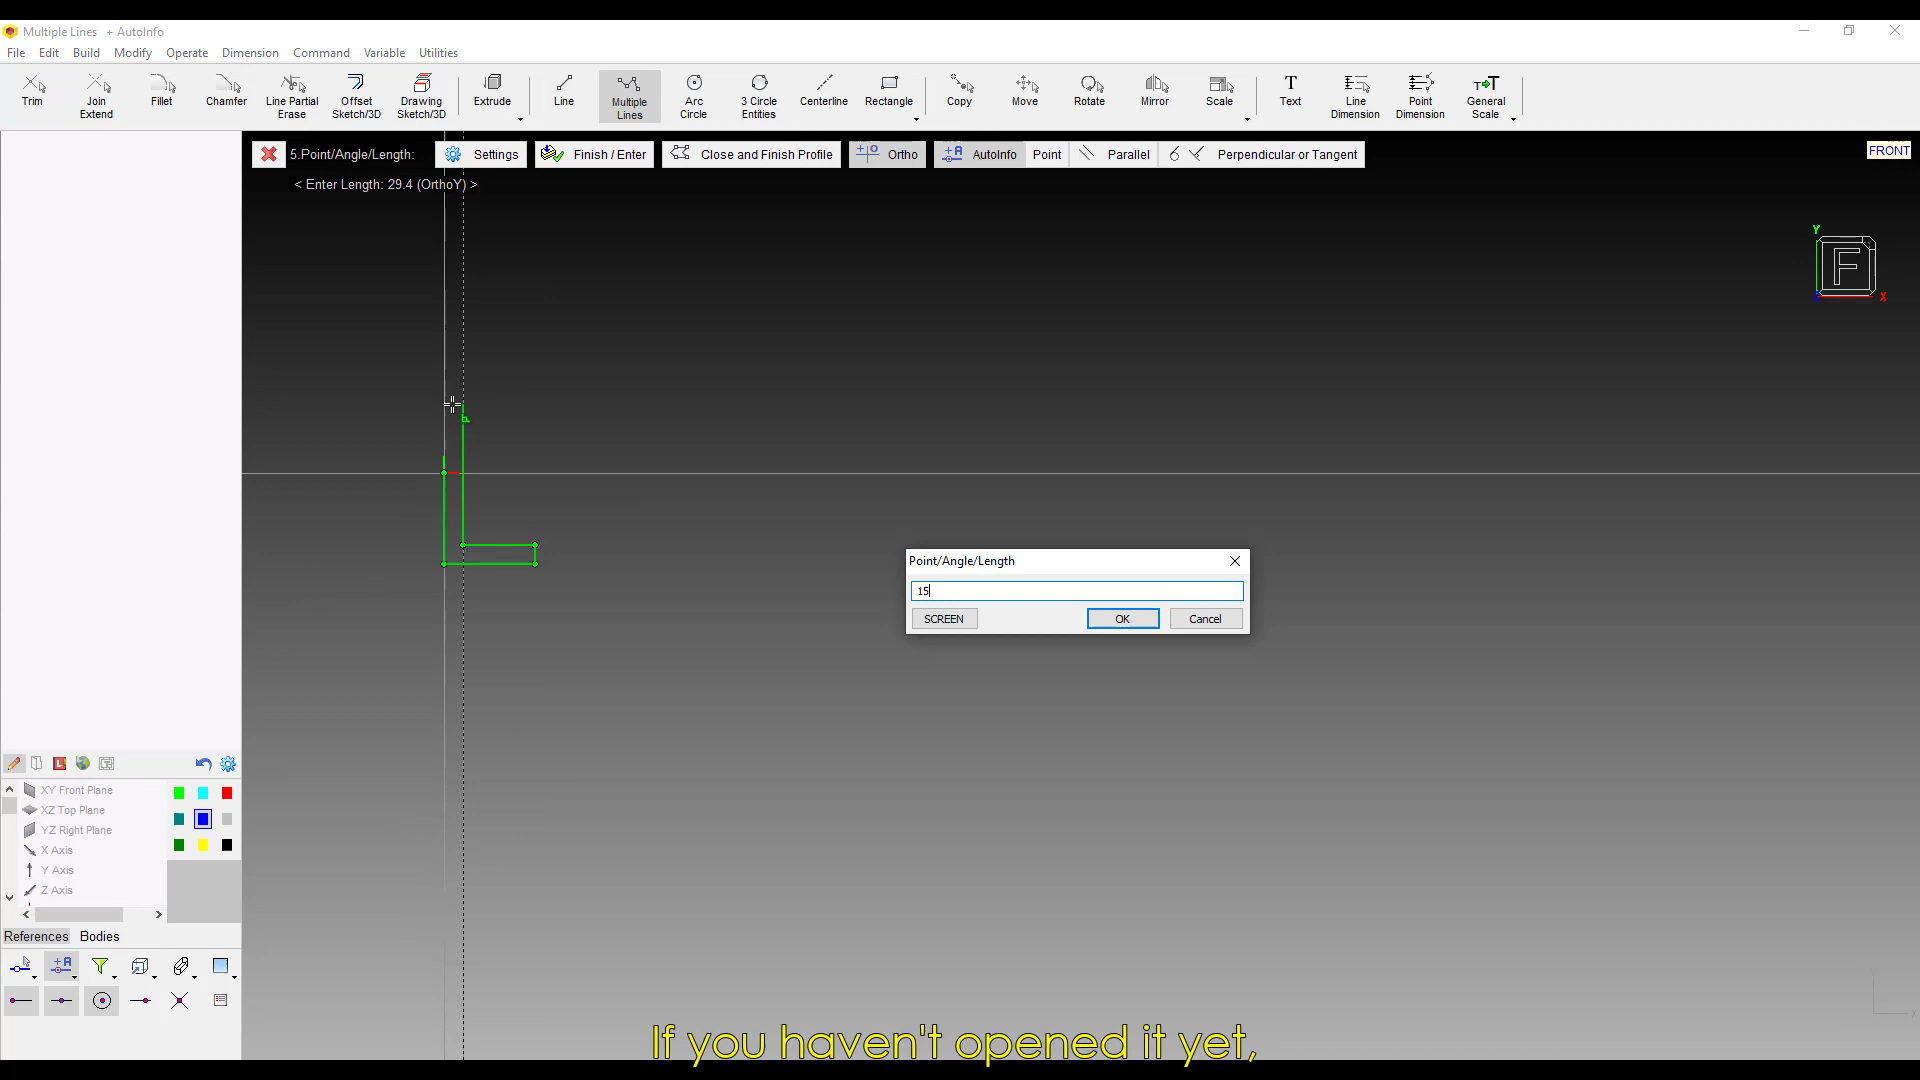 Multiple Lines + AutoInfo
File Edit Build Modify Operate Dimension Command Variable Utilities
Trim
Join Extend
Fillet
Chamfer
Line Partial Erase
Offset Sketch/3D
Drawing Sketch/3D
Extrude
Line
Multiple Lines
Arc Circle
3 Circle Entities
Centerline
Rectangle
Copy
Move
Rotate
Mirror
Scale
Text
Line Dimension
Point Dimension
General Scale
5.Point/Angle/Length: Settings Finish / Enter Close and Finish Profile Ortho AutoInfo Point Parallel Perpendicular or Tangent
FRONT
< Enter Length: 29.4 (OrthoY) >
Y
F
X
Point/Angle/Length
15
SCREEN OK Cancel
XY Front Plane
XZ Top Plane
YZ Right Plane
X Axis
Y Axis
Z Axis
References Bodies
If you haven't opened it yet,